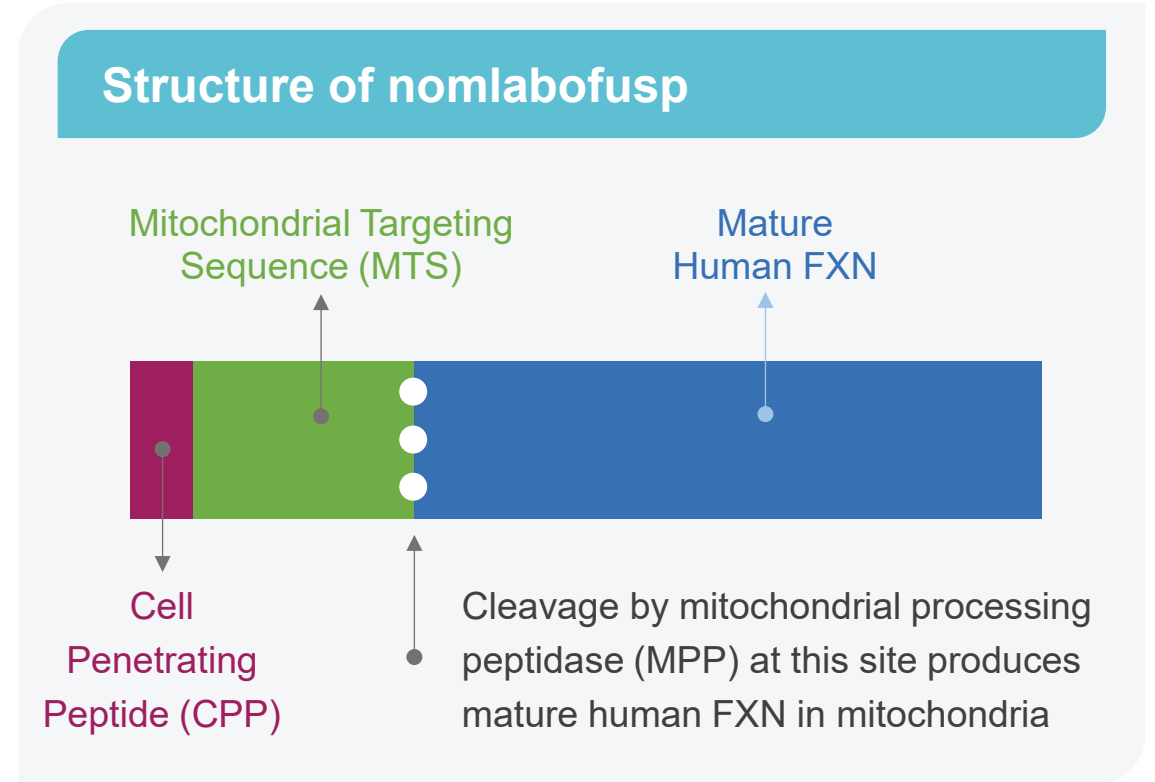 Structure of nomlabofusp
Mitochondrial Targeting
Sequence (MTS)
Mature
Human FXN
Cell
Penetrating
Peptide (CPP)
Cleavage by mitochondrial processing
peptidase (MPP) at this site produces
mature human FXN in mitochondria